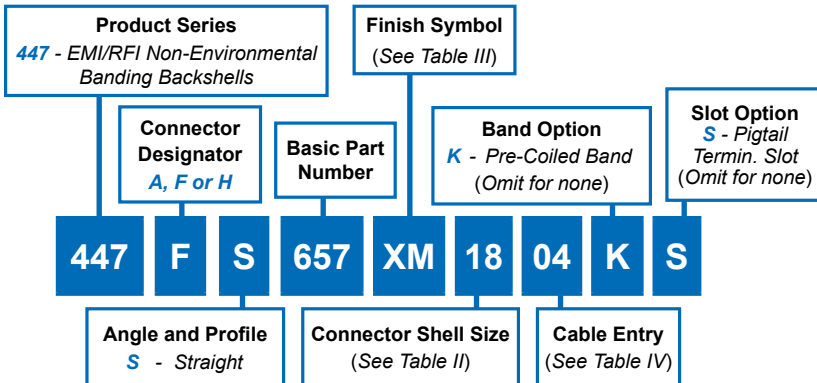 Product Series
447 - EMI/RFI Non-Environmental
Banding Backshells
Finish Symbol
(See Table III)
Connector
Designator
A, F or H
Basic Part
Number
Band Option
K - Pre-Coiled Band
(Omit for none)
Slot Option
S - Pigtail
Termin. Slot
(Omit for none)
447 F S 657 XM 18 04 K S
Angle and Profile
S - Straight
Connector Shell Size
(See Table II)
Cable Entry
(See Table IV)